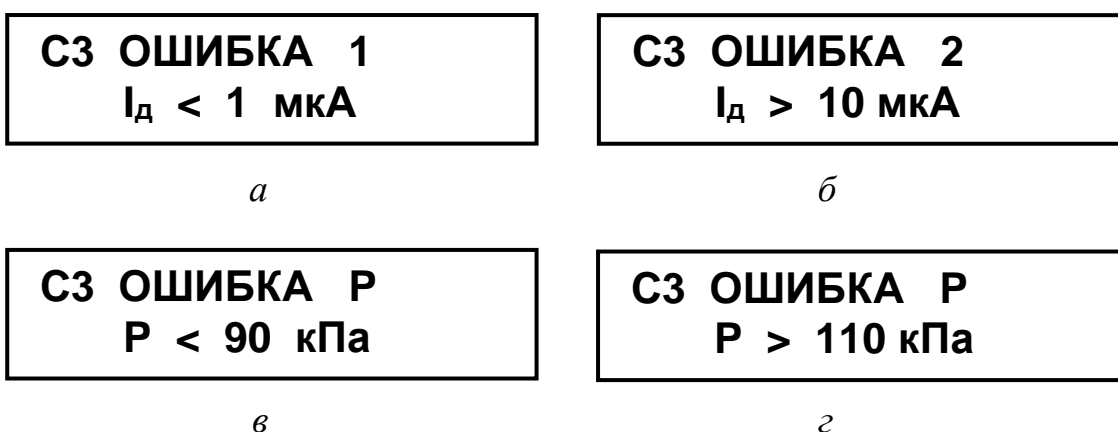 С3 ОШИБКА 1
Iд < 1 мкА
а
С3 ОШИБКА 2
Iд > 10 мкА
б
С3 ОШИБКА Р
Р < 90 кПа
в
С3 ОШИБКА Р
Р > 110 кПа
г